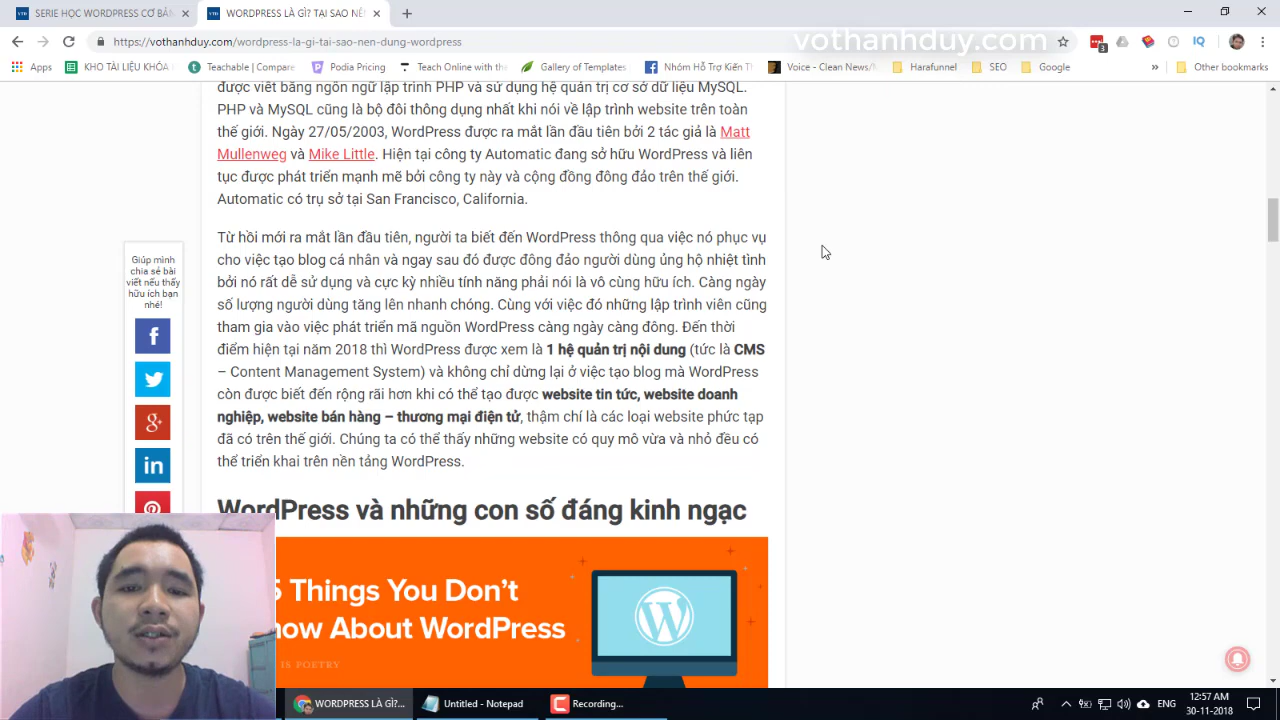 SERIE HỌC WORDPRESS CƠ BẢN
WORDPRESS LÀ GÌ? TẠI SAO NÊN
https://vothanhduy.com/wordpress-la-gi-tai-sao-nen-dung-wordpress
vothanhduy.com
3
IQ
Apps
KHO TÀI LIỆU KHÓA
Teachable | Compare
Podia Pricing
Teach Online with the
Gallery of Templates
Nhóm Hỗ Trợ Kiến T
Voice - Clean News/
Harafunnel
SEO
Google
»
Other bookmarks
được viết bằng ngôn ngữ lập trình PHP và sử dụng hệ quản trị cơ sở dữ liệu MySQL.
PHP và MySQL cũng là bộ đôi thông dụng nhất khi nói về lập trình website trên toàn
thế giới. Ngày 27/05/2003, WordPress được ra mắt lần đầu tiên bởi 2 tác giả là Matt
Mullenweg và Mike Little. Hiện tại công ty Automatic đang sở hữu WordPress và liên
tục được phát triển mạnh mẽ bởi công ty này và cộng đồng đông đảo trên thế giới.
Automatic có trụ sở tại San Francisco, California.
Từ hồi mới ra mắt lần đầu tiên, người ta biết đến WordPress thông qua việc nó phục vụ
cho việc tạo blog cá nhân và ngay sau đó được đông đảo người dùng ủng hộ nhiệt tình
bởi nó rất dễ sử dụng và cực kỳ nhiều tính năng phải nói là vô cùng hữu ích. Càng ngày
số lượng người dùng tăng lên nhanh chóng. Cùng với việc đó những lập trình viên cũng
tham gia vào việc phát triển mã nguồn WordPress càng ngày càng đông. Đến thời
điểm hiện tại năm 2018 thì WordPress được xem là 1 hệ quản trị nội dung (tức là CMS
– Content Management System) và không chỉ dừng lại ở việc tạo blog mà WordPress
còn được biết đến rộng rãi hơn khi có thể tạo được website tin tức, website doanh
nghiệp, website bán hàng – thương mại điện tử, thậm chí là các loại website phức tạp
đã có trên thế giới. Chúng ta có thể thấy những website có quy mô vừa và nhỏ đều có
thể triển khai trên nền tảng WordPress.
Giúp mình
chia sẻ bài
viết nếu thấy
hữu ích bạn
nhé!
WordPress và những con số đáng kinh ngạc
5 Things You Don't
now About WordPress
IS POETRY
WORDPRESS LÀ GÌ?...
Untitled - Notepad
Recording...
ENG
12:57 AM
30-11-2018